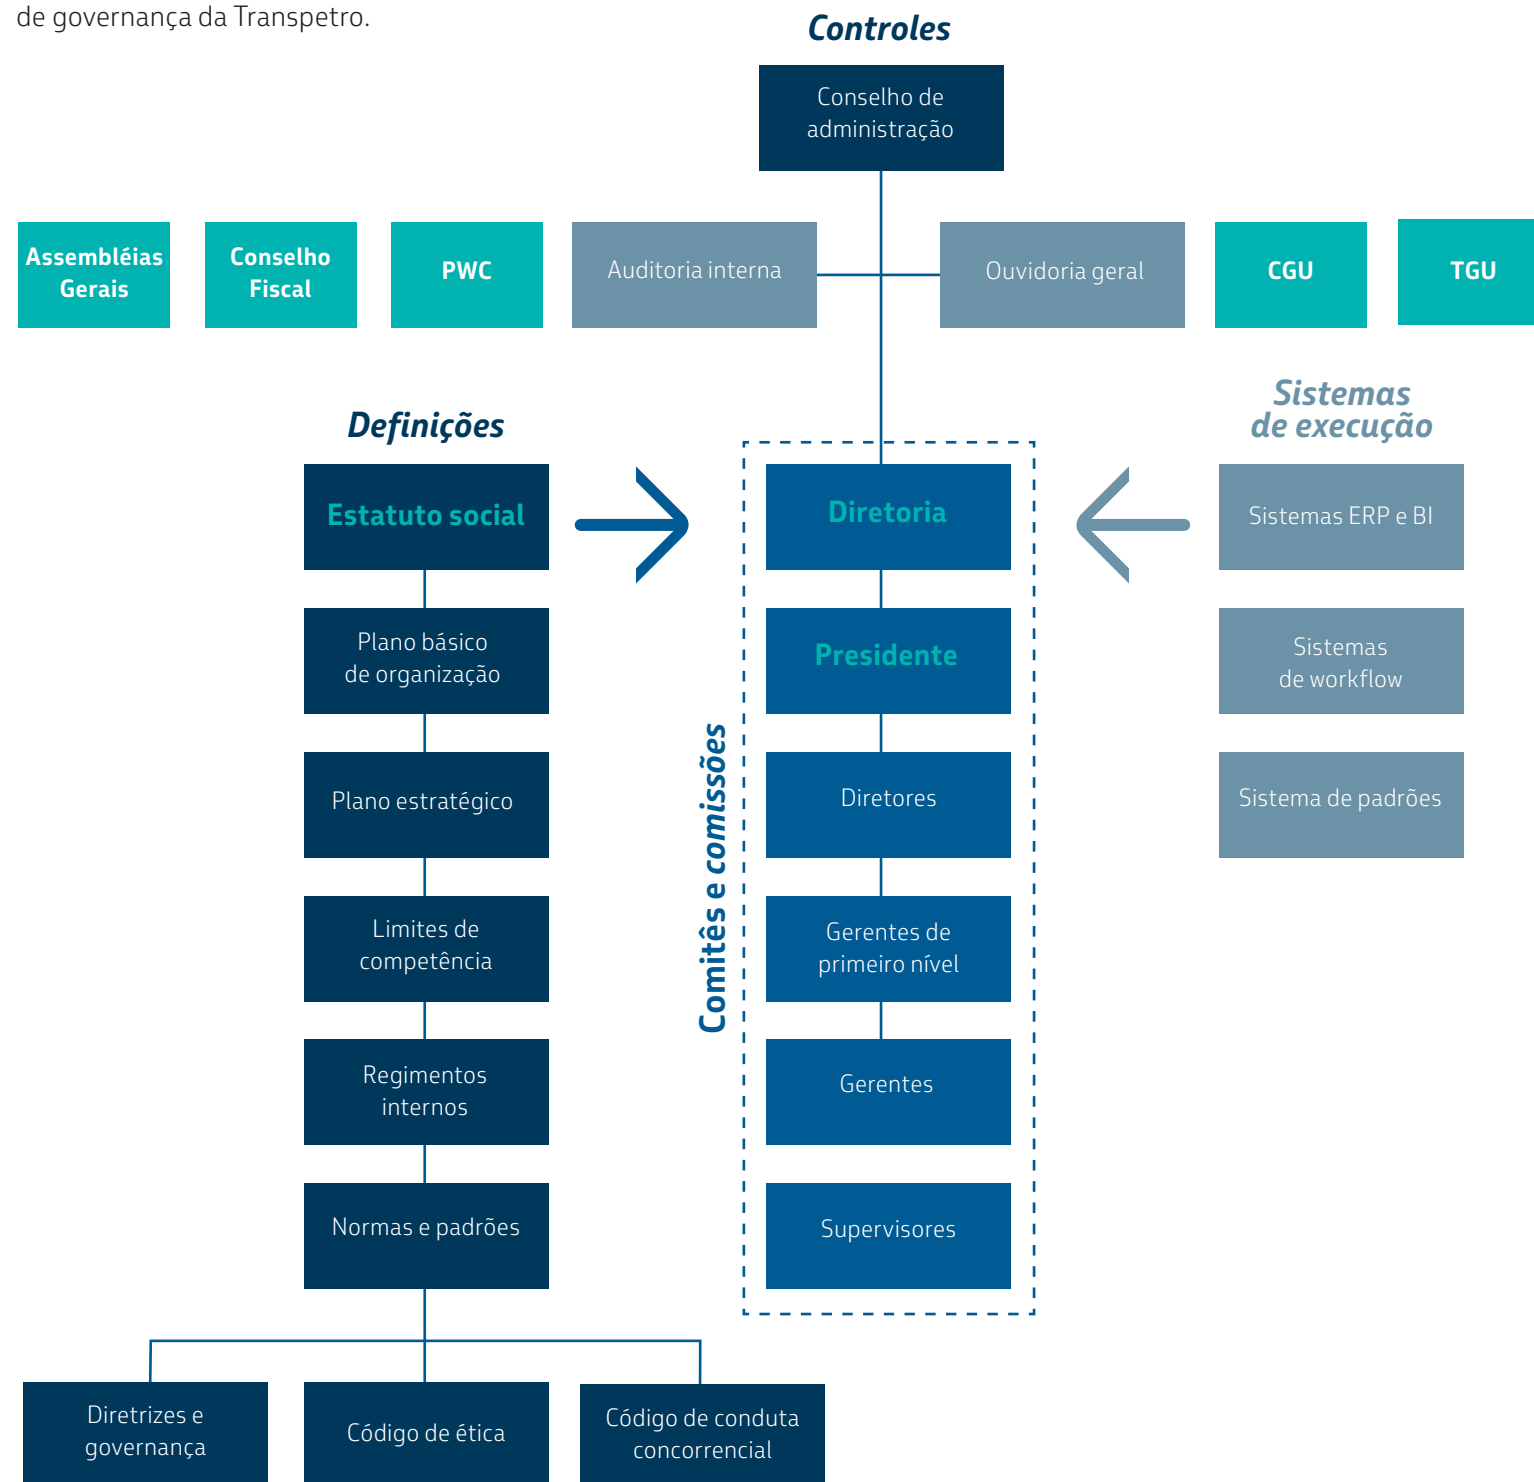 de governança da Transpetro.
Controles
Conselho de
administração
Assembléias
Gerais
Conselho
Fiscal
PWC
Auditoria interna
Ouvidoria geral
CGU
TGU
Definições
Sistemas
de execução
Estatuto social
Plano básico
de organização
Plano estratégico
Limites de
competência
Regimentos
internos
Normas e padrões
Diretrizes e
governança
Código de ética
Código de conduta
concorrencial
Comitês e comissões
Diretoria
Presidente
Diretores
Gerentes de
primeiro nível
Gerentes
Supervisores
Sistemas ERP e BI
Sistemas
de workflow
Sistema de padrões